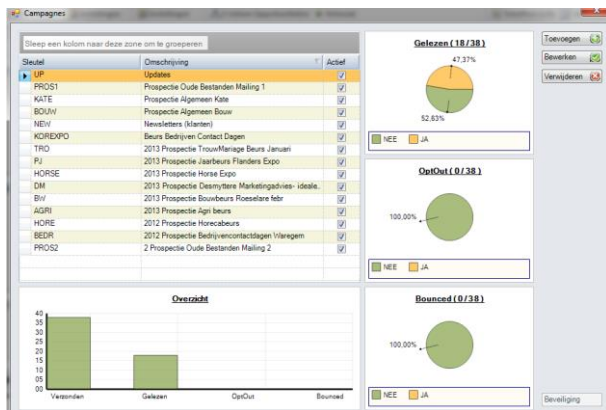 Campagnes
Sleep een kolom naar deze zone om te groeperen
Sleutel Omschrijving Actief
UP Updates
PROS1 Prospectie Oude Bestanden Mailing 1
KATE Prospectie Algemeen Kate
BOUW Prospectie Algemeen Bouw
NEW Newsletters (klanten)
KOREXPO Beurs Bedrijven Contact Dagen
TRO 2013 Prospectie TrouwMariage Beurs Januari
PJ 2013 Prospectie Jaarbeurs Flanders Expo
HORSE 2013 Prospectie Horse Expo
DM 2013 Prospectie Desmyttere Marketingadvies- ideale..
BW 2013 Prospectie Bouwbeurs Roeselare febr
AGRI 2013 Prospectie Agri beurs
HORE 2012 Prospectie Horecabeurs
BEDR 2012 Prospectie Bedrijvencontactdagen Waregem
PROS2 2 Prospectie Oude Bestanden Mailing 2
Gelezen ( 18 / 38 )
47,37%
52,63%
NEE JA
OptOut ( 0 / 38 )
100,00%
NEE JA
Bounced ( 0 / 38 )
100,00%
NEE JA
Toevoegen
Bewerken
Verwijderen
Beveiliging
Overzicht
40
35
30
25
20
15
10
05
00
Verzonden Gelezen OptOut Bounced